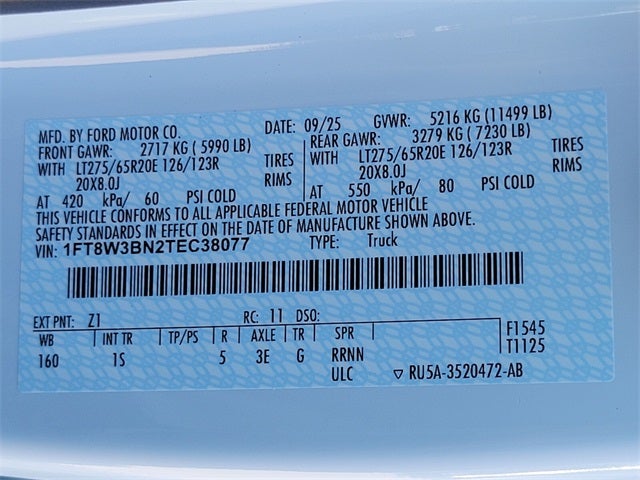 MFD. BY FORD MOTOR CO. DATE: 09/25 GVWR: 5216 KG (11499 LB)
FRONT GAWR: 2717 KG ( 5990 LB) REAR GAWR: 3279 KG ( 7230 LB)
WITH LT275/65R20E 126/123R TIRES WITH LT275/65R20E 126/123R TIRES
20X8.0J RIMS 20X8.0J RIMS
AT 420 kPa/ 60 PSI COLD AT 550 kPa/ 80 PSI COLD
THIS VEHICLE CONFORMS TO ALL APPLICABLE FEDERAL MOTOR VEHICLE
SAFETY STANDARDS IN EFFECT ON THE DATE OF MANUFACTURE SHOWN ABOVE.
VIN: 1FT8W3BN2TEC38077 TYPE: Truck
EXT PNT: Z1 RC: 11 DSO:
WB INT TR TP/PS R AXLE TR SPR F1545
160 1S 5 3E G RRNN T1125
ULC ▽ RU5A-3520472-AB